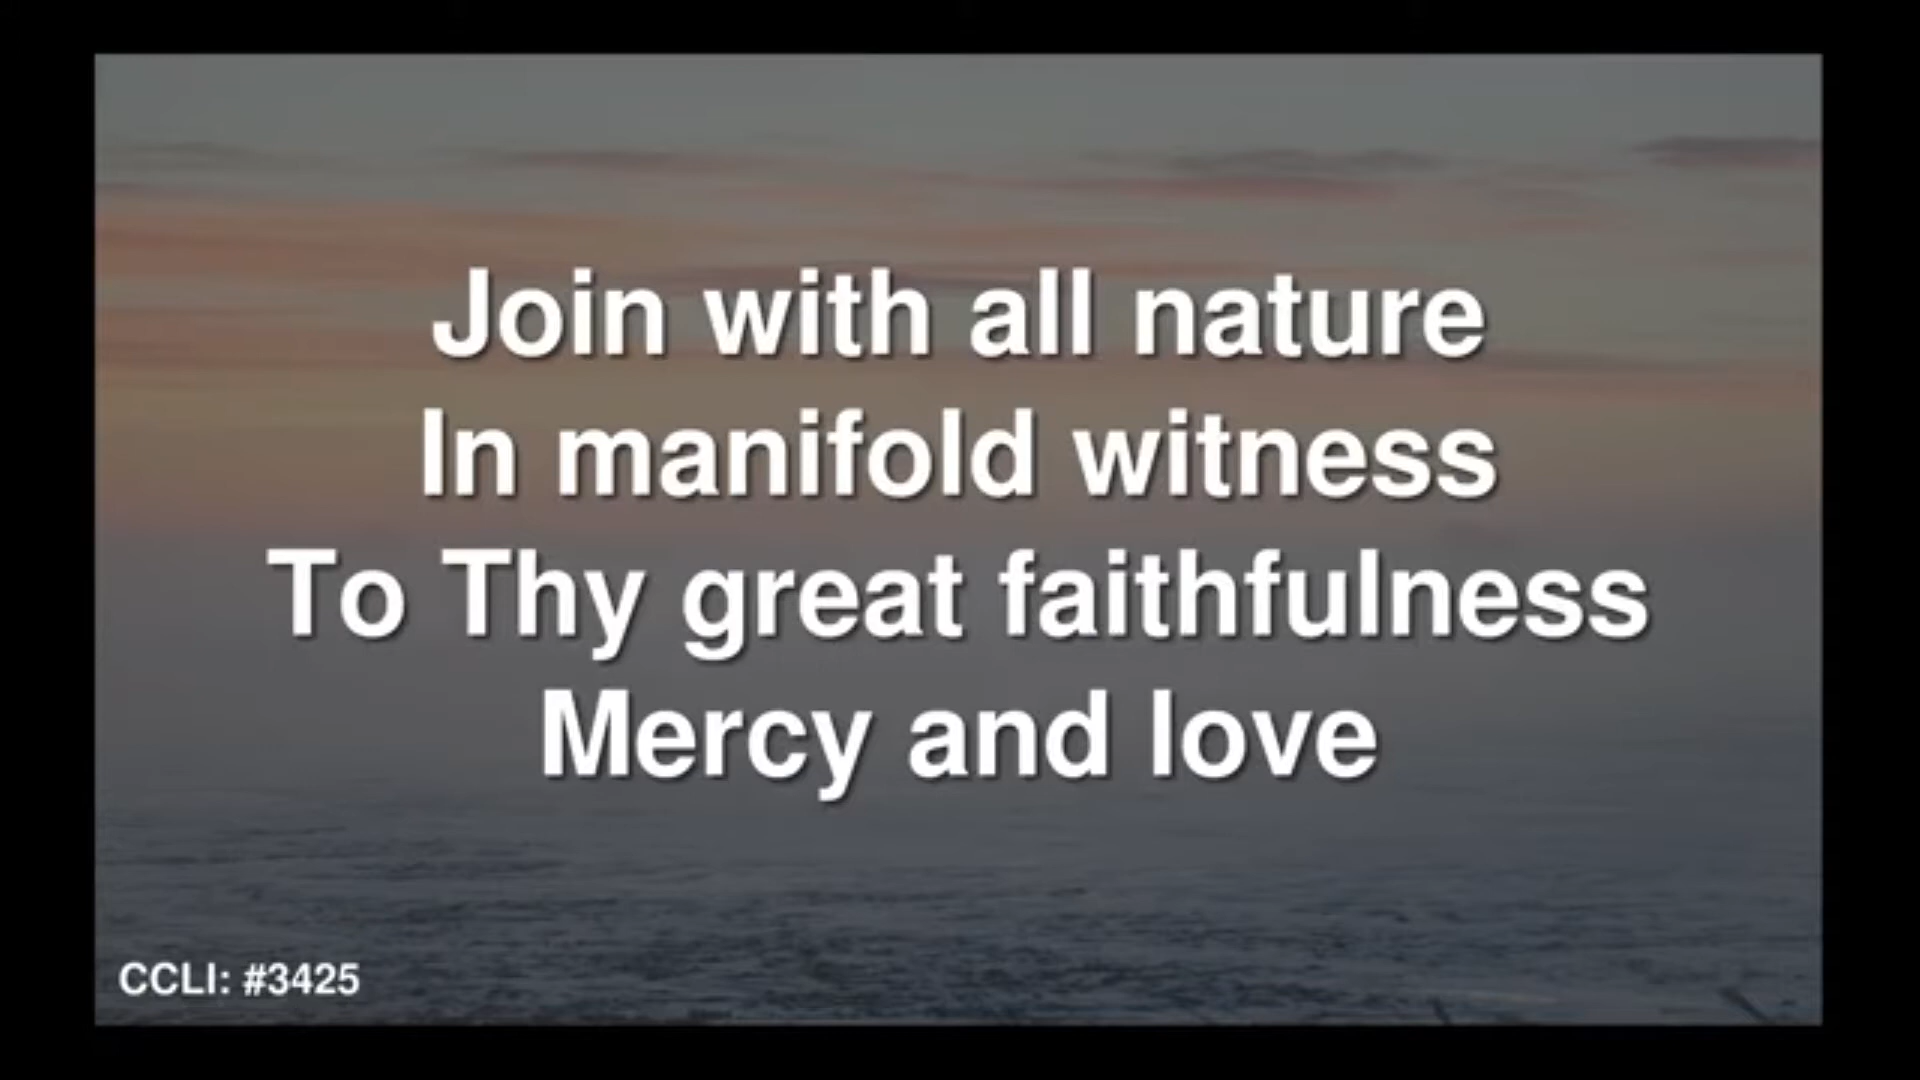 Join with all nature
In manifold witness
To Thy great faithfulness
Mercy and love
CCLI: #3425